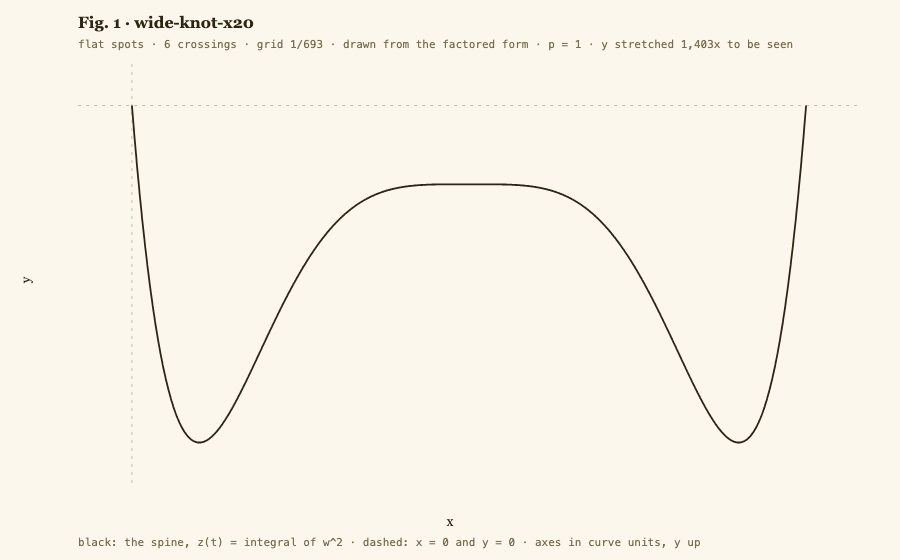 Fig. 1 · wide-knot-x20
flat spots · 6 crossings · grid 1/693 · drawn from the factored form · p = 1 · y stretched 1,403x to be seen
y
x
black: the spine, z(t) = integral of w^2 · dashed: x = 0 and y = 0 · axes in curve units, y up